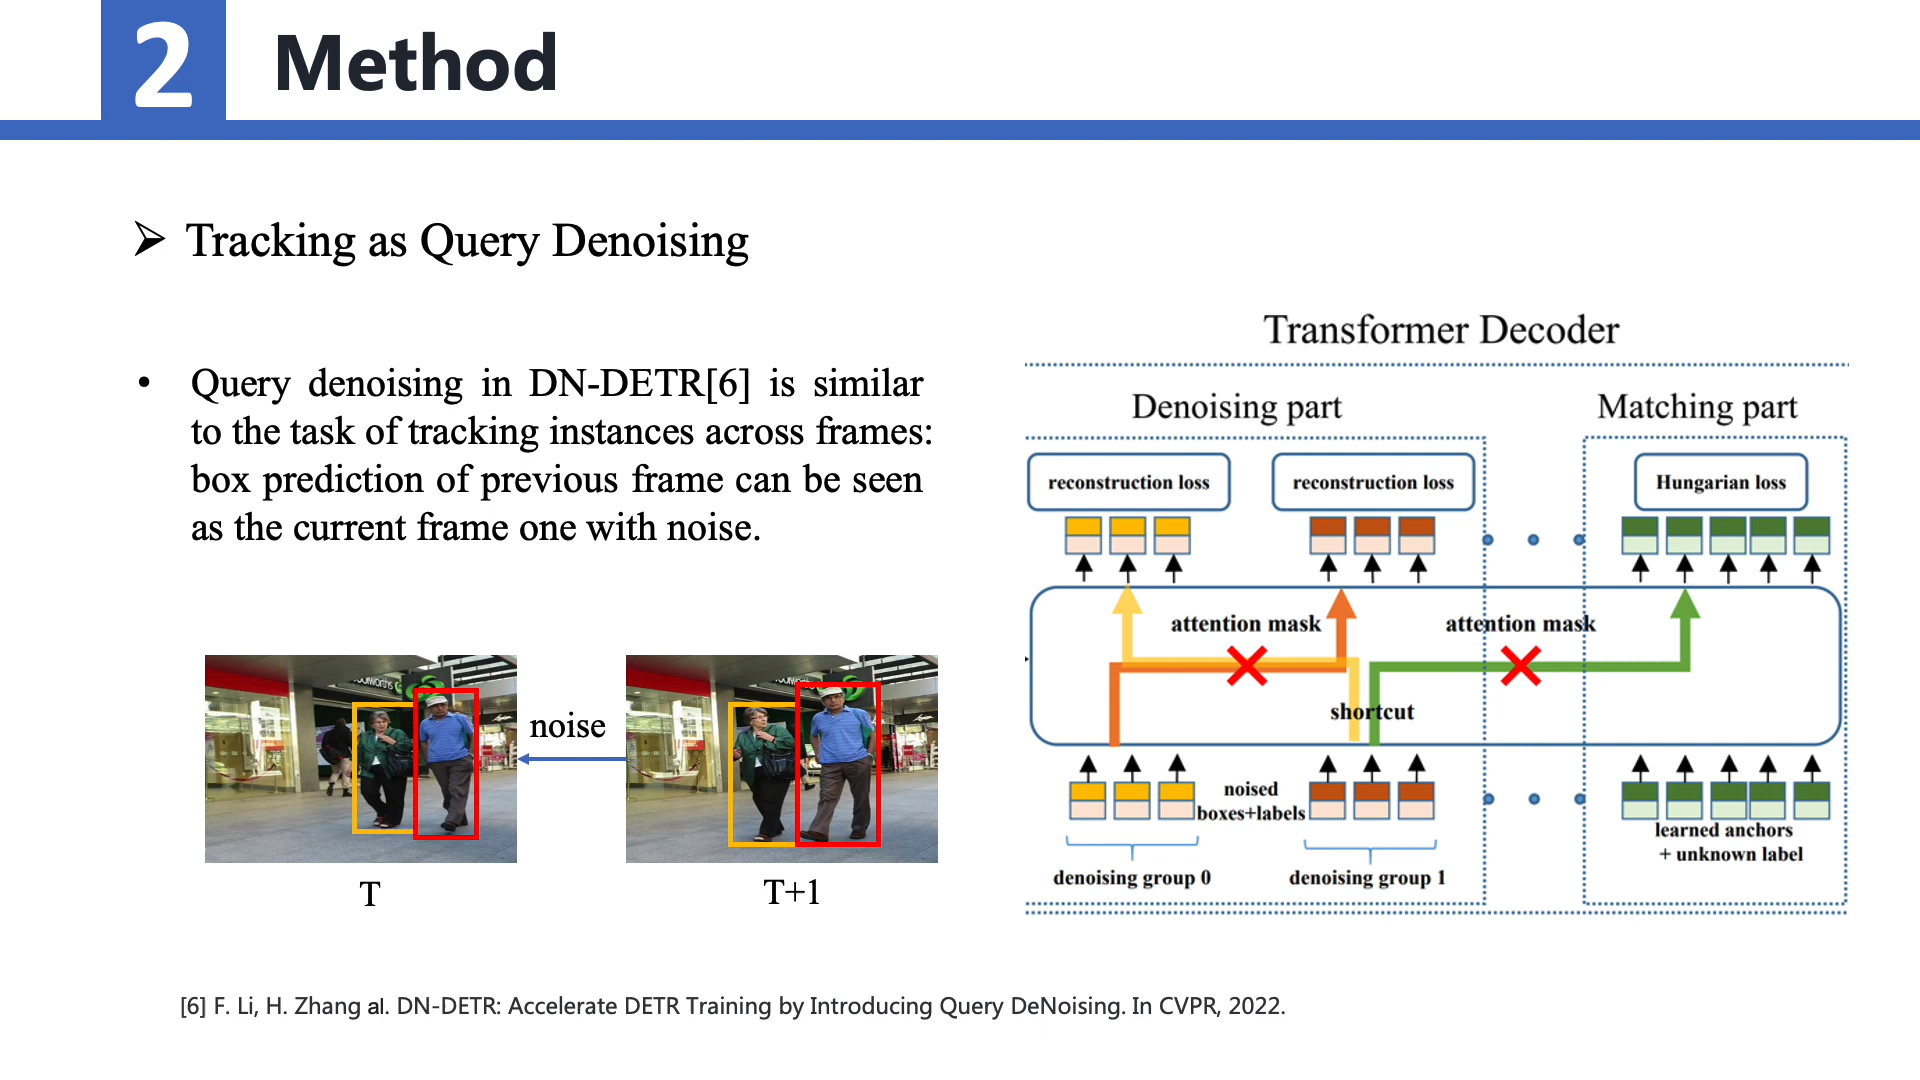 2 Method
➢ Tracking as Query Denoising
• Query denoising in DN-DETR[6] is similar
to the task of tracking instances across frames:
box prediction of previous frame can be seen
as the current frame one with noise.
noise
T
T+1
Transformer Decoder
Denoising part
Matching part
reconstruction loss
reconstruction loss
Hungarian loss
attention mask
attention mask
shortcut
noised
boxes+labels
learned anchors
+ unknown label
denoising group 0
denoising group 1
[6] F. Li, H. Zhang al. DN-DETR: Accelerate DETR Training by Introducing Query DeNoising. In CVPR, 2022.